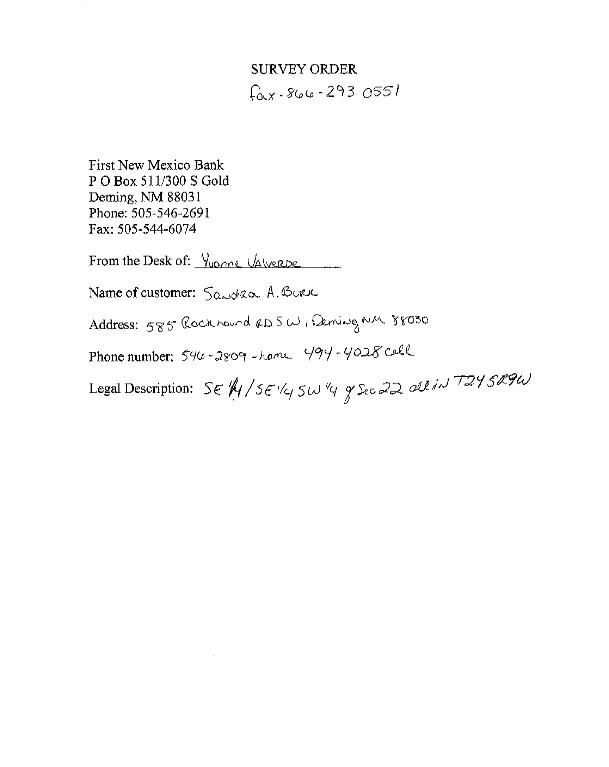 SURVEY ORDER
fax - 866 - 293 0551
First New Mexico Bank
P O Box 511/300 S Gold
Deming, NM 88031
Phone: 505-546-2691
Fax: 505-544-6074
From the Desk of: Yvonne Valverde
Name of customer: Sandra A. Burk
Address: 585 Rockhound RD SW, Deming NM 88030
Phone number: 546-2809 -home 494-4028 cell
Legal Description: SE 1/4/SE 1/4 SW 1/4 of Sec 22 all in T24SR9W